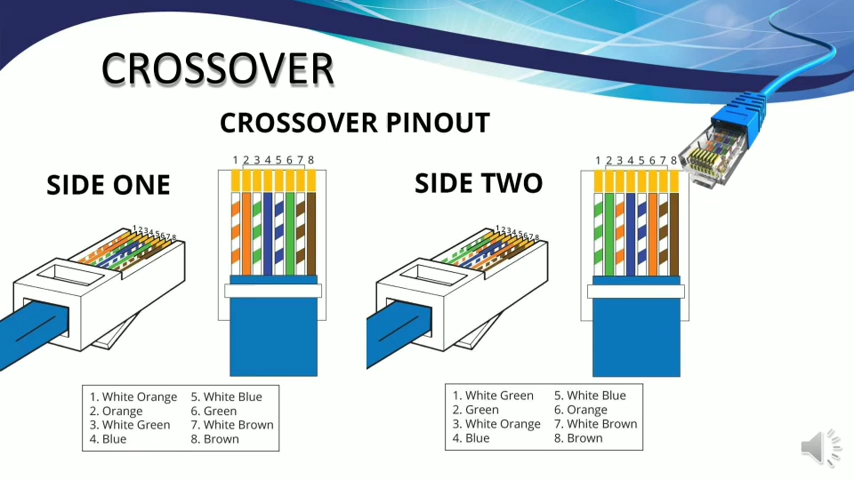 CROSSOVER
CROSSOVER PINOUT
SIDE ONE
1 2 3 4 5 6 7 8
12345678
1. White Orange
2. Orange
3. White Green
4. Blue
5. White Blue
6. Green
7. White Brown
8. Brown
SIDE TWO
1 2 3 4 5 6 7 8
12345678
1. White Green
2. Green
3. White Orange
4. Blue
5. White Blue
6. Orange
7. White Brown
8. Brown